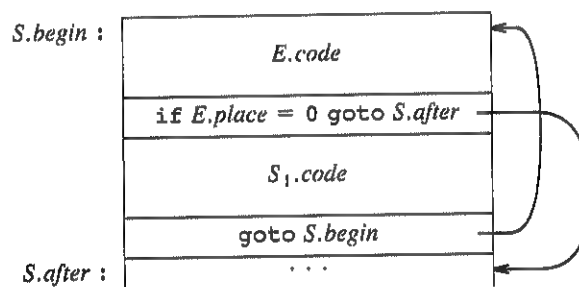 S.begin :
E.code
if E.place = 0 goto S.after
S₁.code
goto S.begin
S.after :
. . .